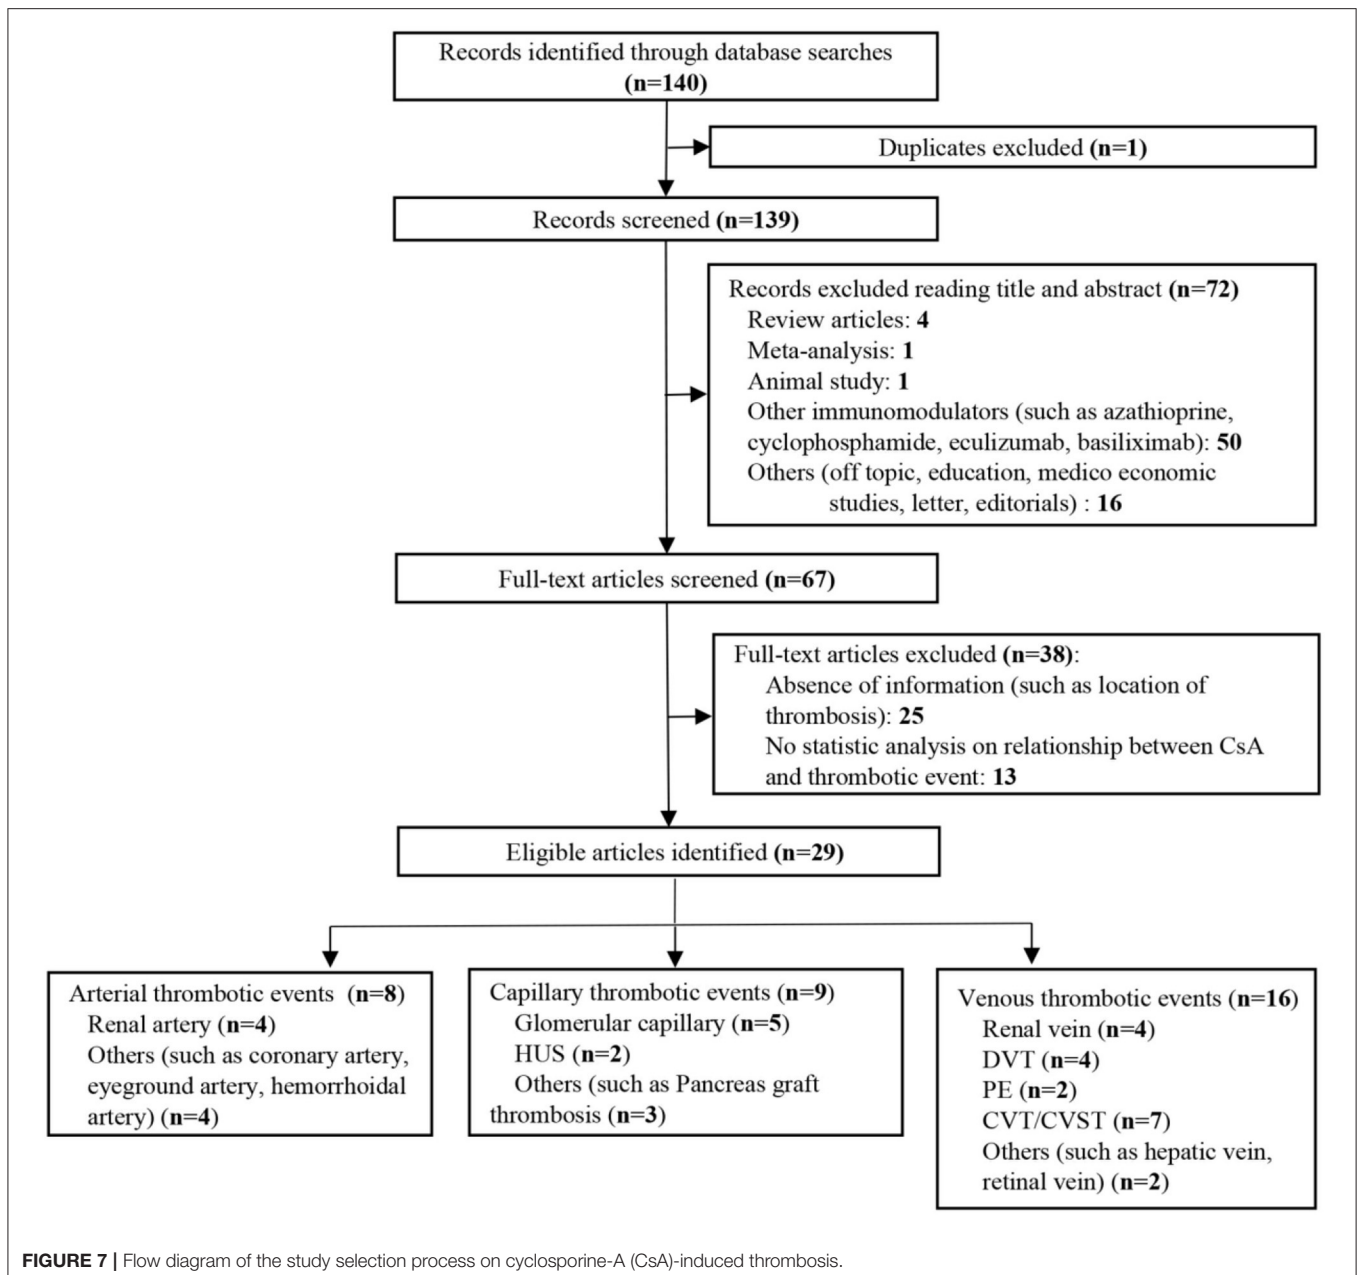 Records identified through database searches
(n=140)
Duplicates excluded (n=1)
Records screened (n=139)
Records excluded reading title and abstract (n=72)
Review articles: 4
Meta-analysis: 1
Animal study: 1
Other immunomodulators (such as azathioprine,
cyclophosphamide, eculizumab, basiliximab): 50
Others (off topic, education, medico economic
studies, letter, editorials) : 16
Full-text articles screened (n=67)
Full-text articles excluded (n=38):
Absence of information (such as location of
thrombosis): 25
No statistic analysis on relationship between CsA
and thrombotic event: 13
Eligible articles identified (n=29)
Arterial thrombotic events (n=8)
Renal artery (n=4)
Others (such as coronary artery,
eyeground artery, hemorrhoidal
artery) (n=4)
Capillary thrombotic events (n=9)
Glomerular capillary (n=5)
HUS (n=2)
Others (such as Pancreas graft
thrombosis (n=3)
Venous thrombotic events (n=16)
Renal vein (n=4)
DVT (n=4)
PE (n=2)
CVT/CVST (n=7)
Others (such as hepatic vein,
retinal vein) (n=2)
FIGURE 7 | Flow diagram of the study selection process on cyclosporine-A (CsA)-induced thrombosis.